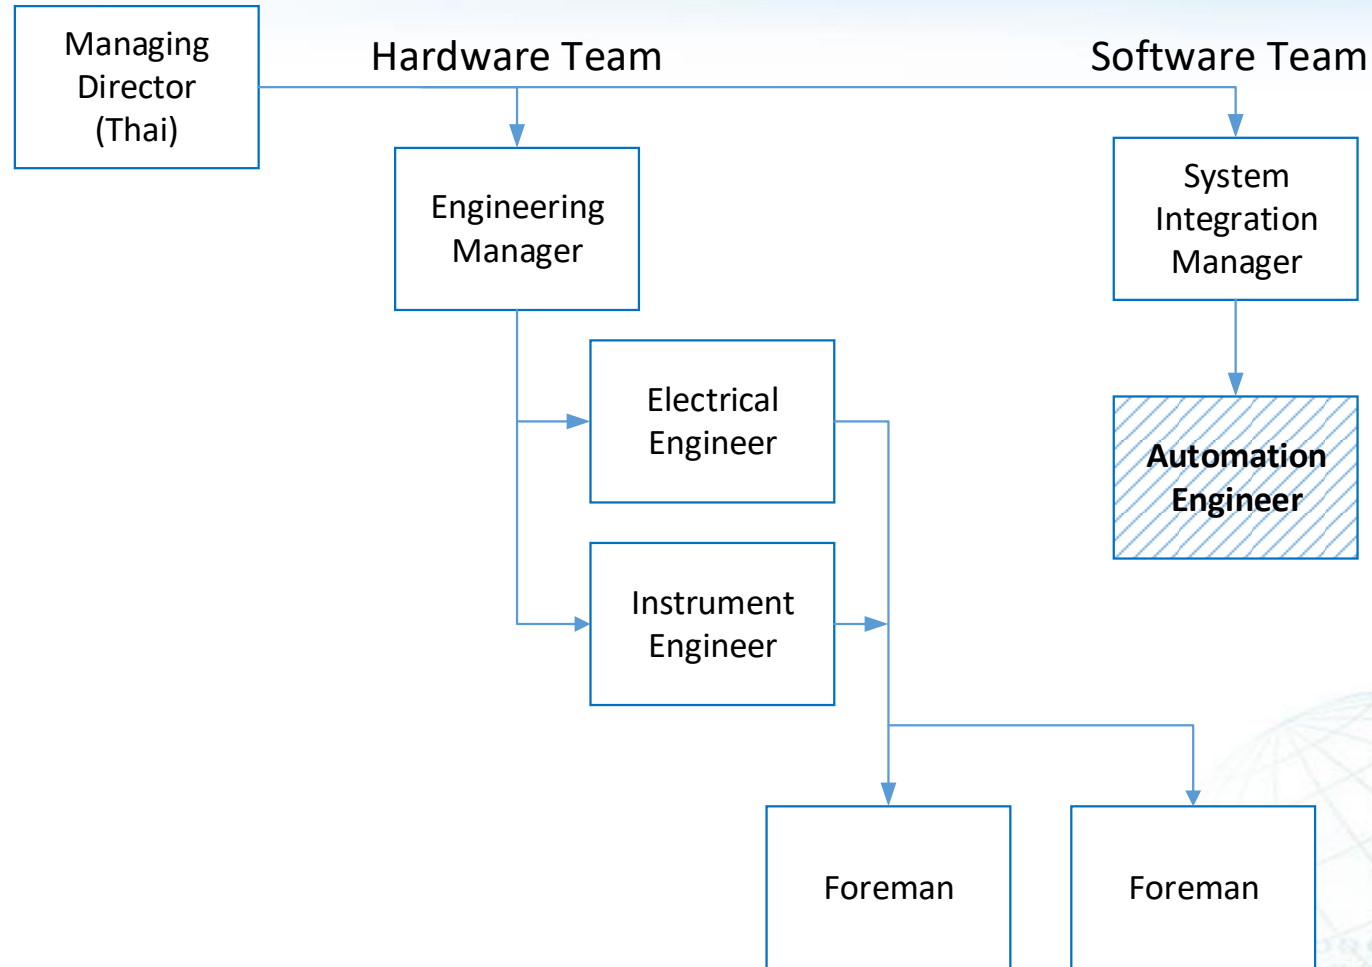 Managing
Director
(Thai)
Hardware Team
Software Team
Engineering
Manager
System
Integration
Manager
Electrical
Engineer
Automation
Engineer
Instrument
Engineer
Foreman
Foreman